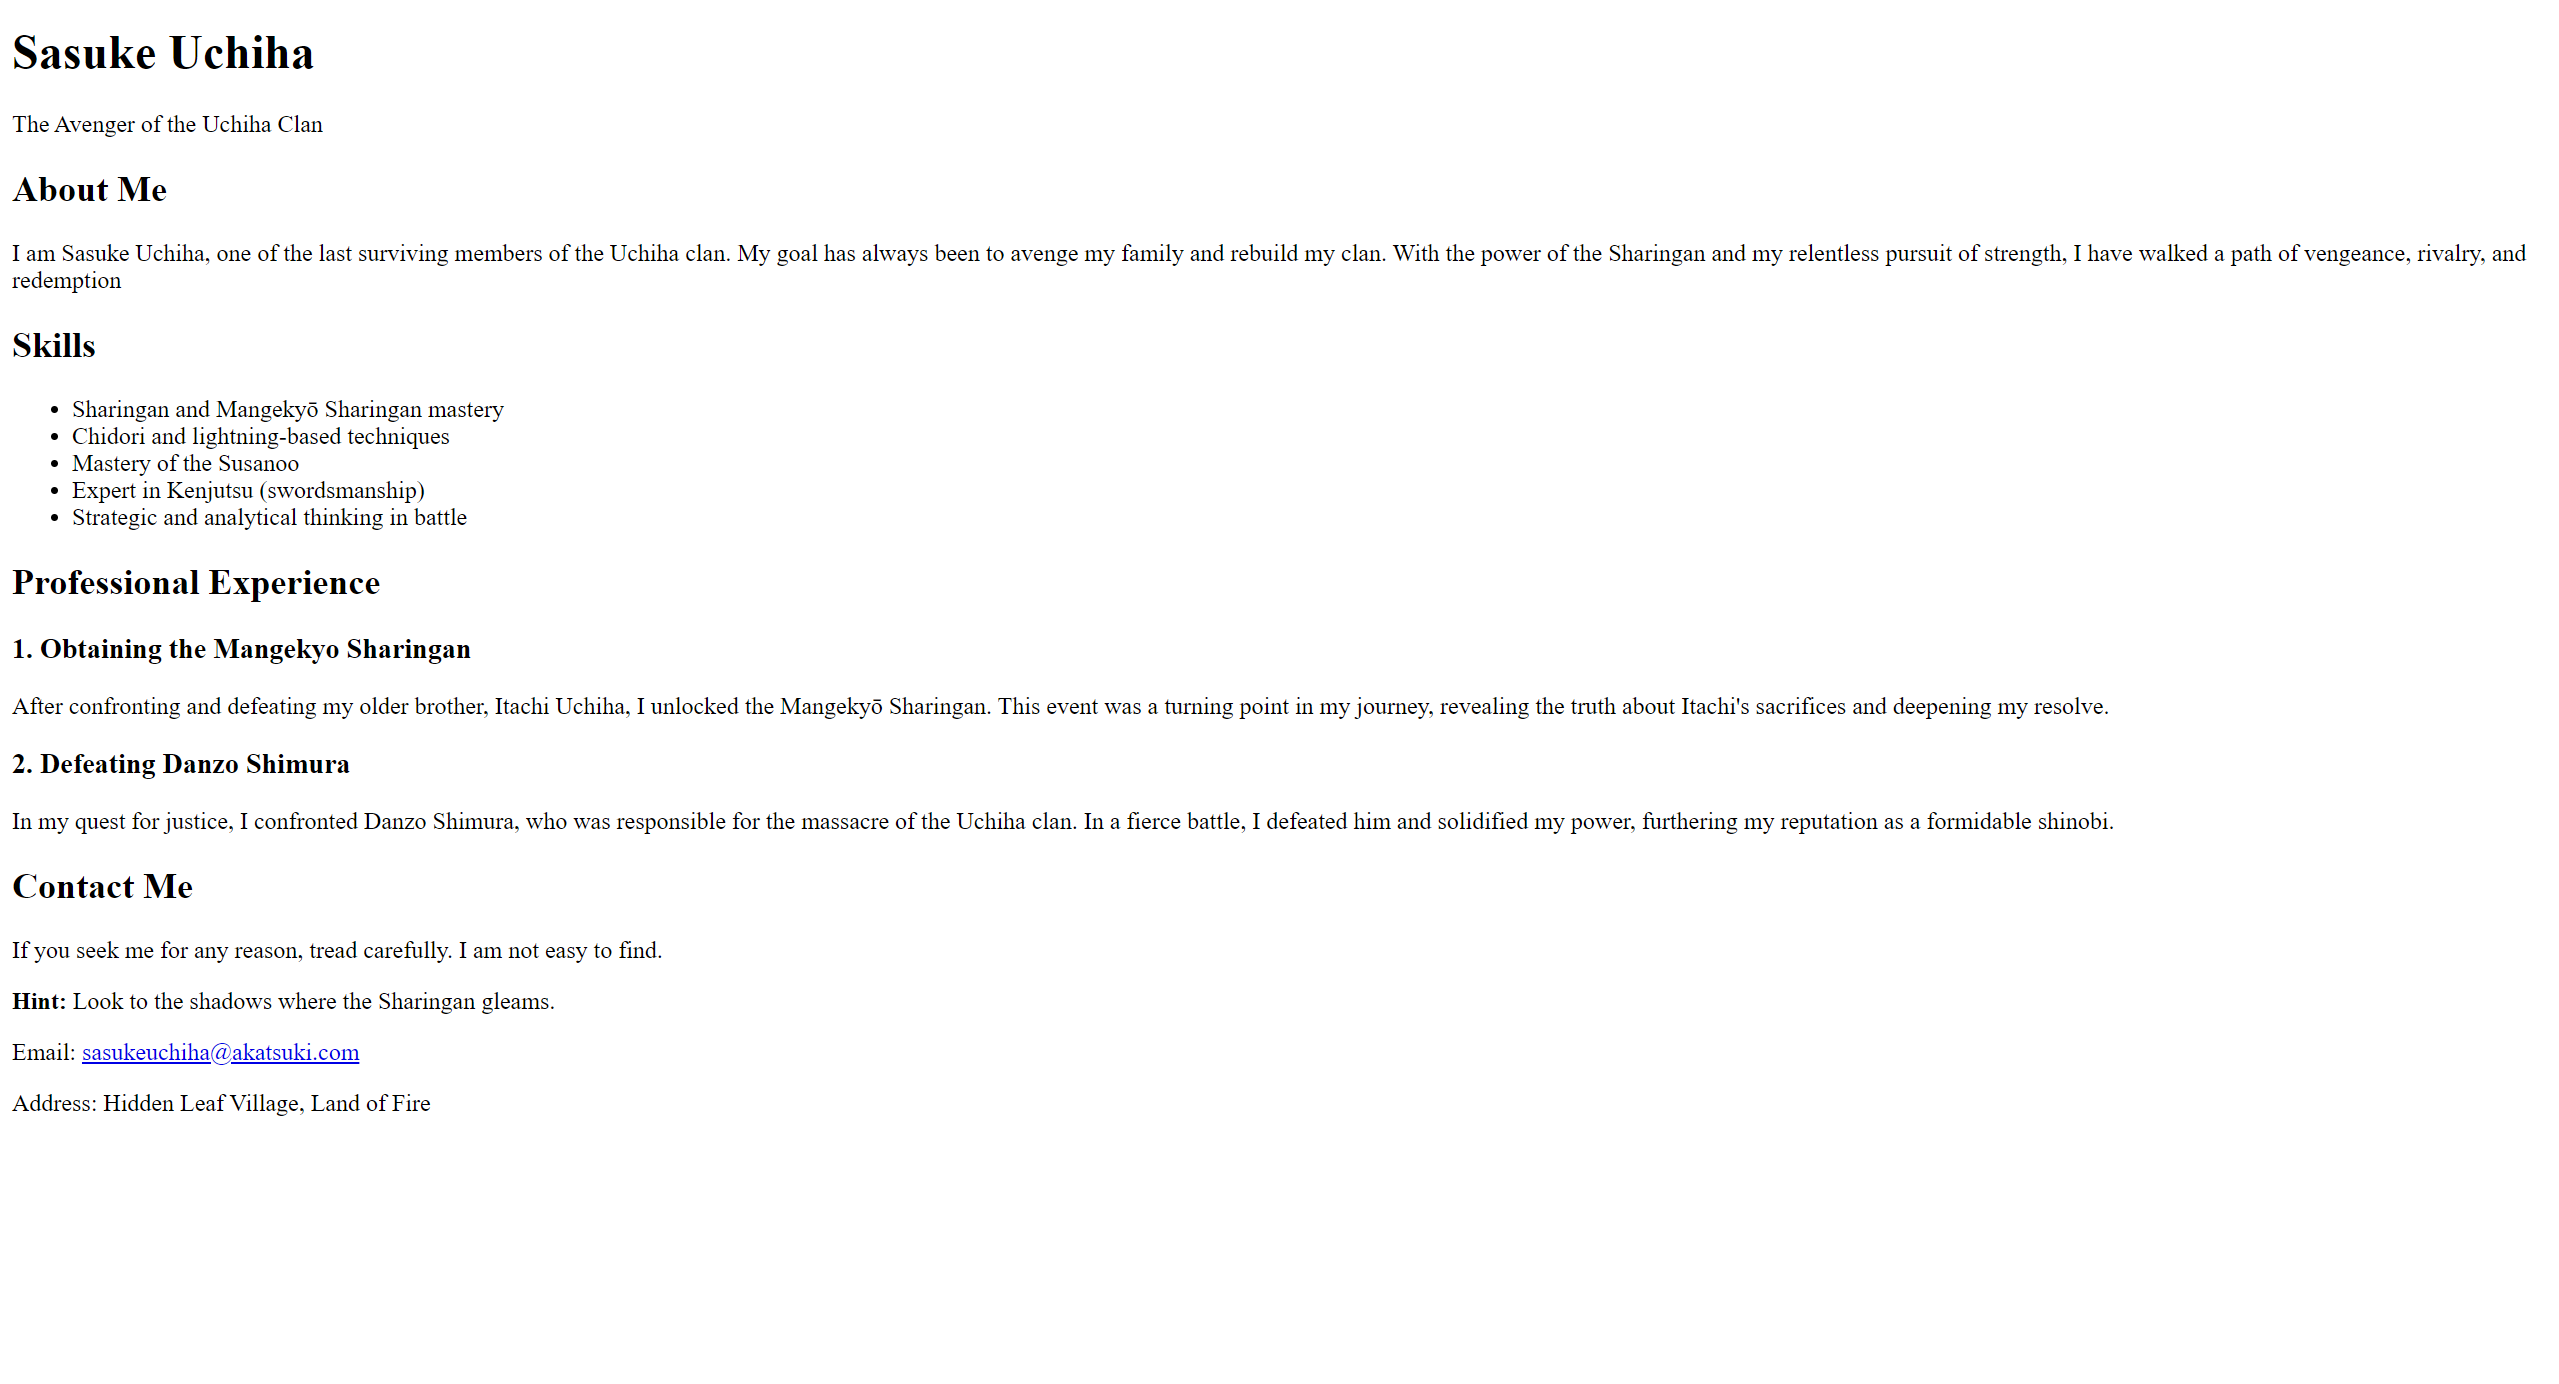 Sasuke Uchiha
The Avenger of the Uchiha Clan
About Me
I am Sasuke Uchiha, one of the last surviving members of the Uchiha clan. My goal has always been to avenge my family and rebuild my clan. With the power of the Sharingan and my relentless pursuit of strength, I have walked a path of vengeance, rivalry, and
redemption
Skills
• Sharingan and Mangekyō Sharingan mastery
• Chidori and lightning-based techniques
• Mastery of the Susanoo
• Expert in Kenjutsu (swordsmanship)
• Strategic and analytical thinking in battle
Professional Experience
1. Obtaining the Mangekyo Sharingan
After confronting and defeating my older brother, Itachi Uchiha, I unlocked the Mangekyō Sharingan. This event was a turning point in my journey, revealing the truth about Itachi's sacrifices and deepening my resolve.
2. Defeating Danzo Shimura
In my quest for justice, I confronted Danzo Shimura, who was responsible for the massacre of the Uchiha clan. In a fierce battle, I defeated him and solidified my power, furthering my reputation as a formidable shinobi.
Contact Me
If you seek me for any reason, tread carefully. I am not easy to find.
Hint: Look to the shadows where the Sharingan gleams.
Email: sasukeuchiha@akatsuki.com
Address: Hidden Leaf Village, Land of Fire